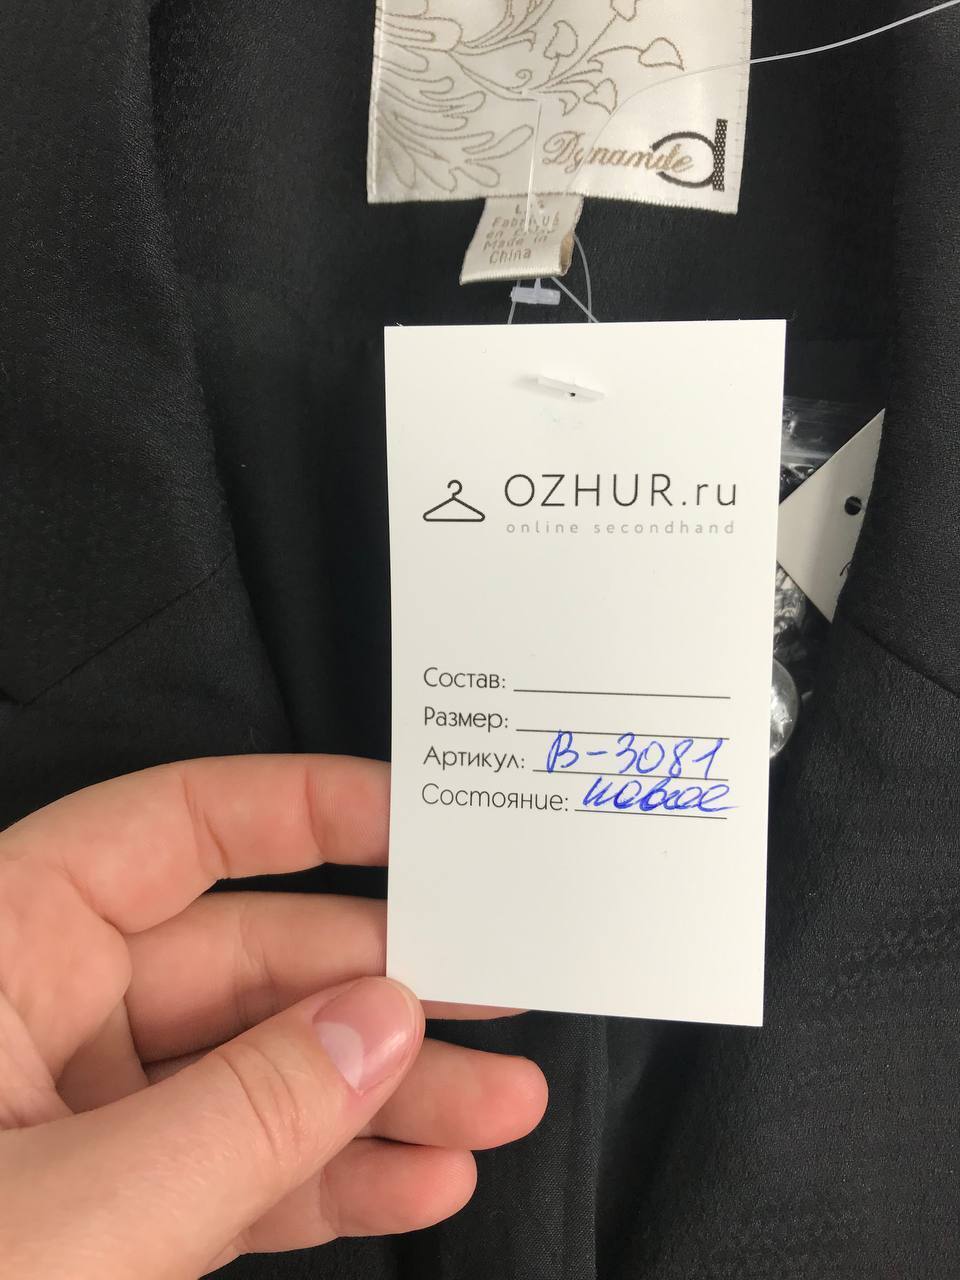 Dynamite
Made in
China
OZHUR.ru
online secondhand
Состав:
Размер:
Артикул: В-3081
Состояние: новое